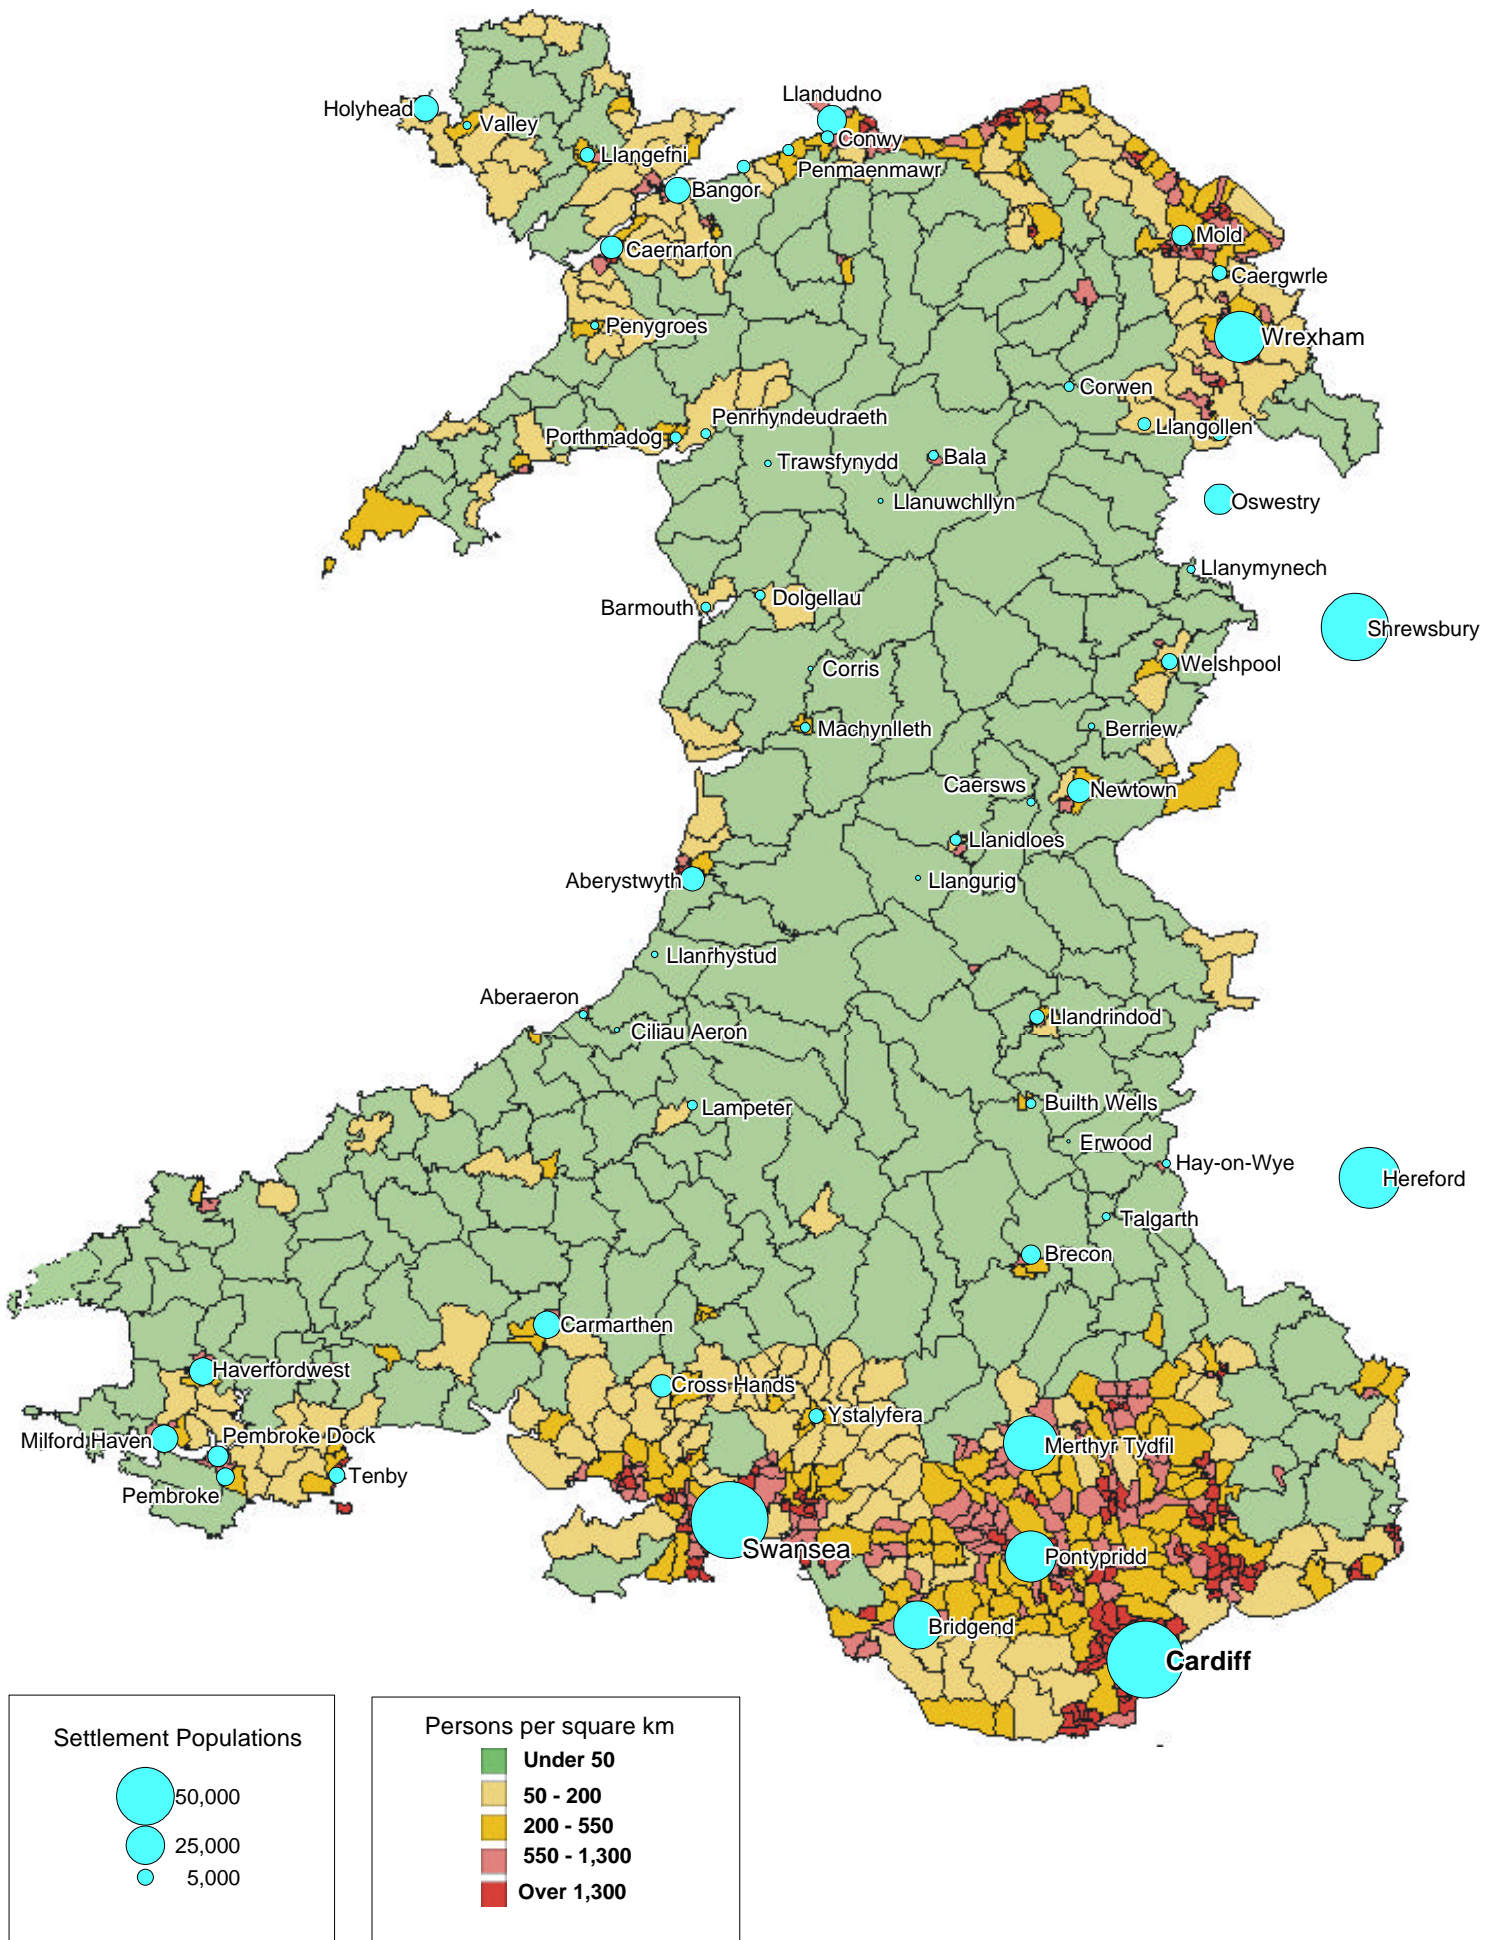 Llandudno
Holyhead
Valley
Conwy
Llangefni
Penmaenmawr
Bangor
Mold
Caernarfon
Caergwrle
Penygroes
Wrexham
Corwen
Penrhyndeudraeth
Porthmadog
Llangollen
Trawsfynydd
Bala
Llanuwchllyn
Oswestry
Llanymynech
Barmouth
Dolgellau
Shrewsbury
Corris
Welshpool
Machynlleth
Berriew
Caersws
Newtown
Llanidloes
Aberystwyth
Llangurig
Llanrhystud
Aberaeron
Llandrindod
Ciliau Aeron
Lampeter
Builth Wells
Erwood
Hay-on-Wye
Hereford
Talgarth
Brecon
Carmarthen
Haverfordwest
Cross Hands
Ystalyfera
Milford Haven
Pembroke Dock
Merthyr Tydfil
Tenby
Pembroke
Swansea
Pontypridd
Bridgend
Cardiff
Settlement Populations
50,000
25,000
5,000
Persons per square km
Under 50
50 - 200
200 - 550
550 - 1,300
Over 1,300